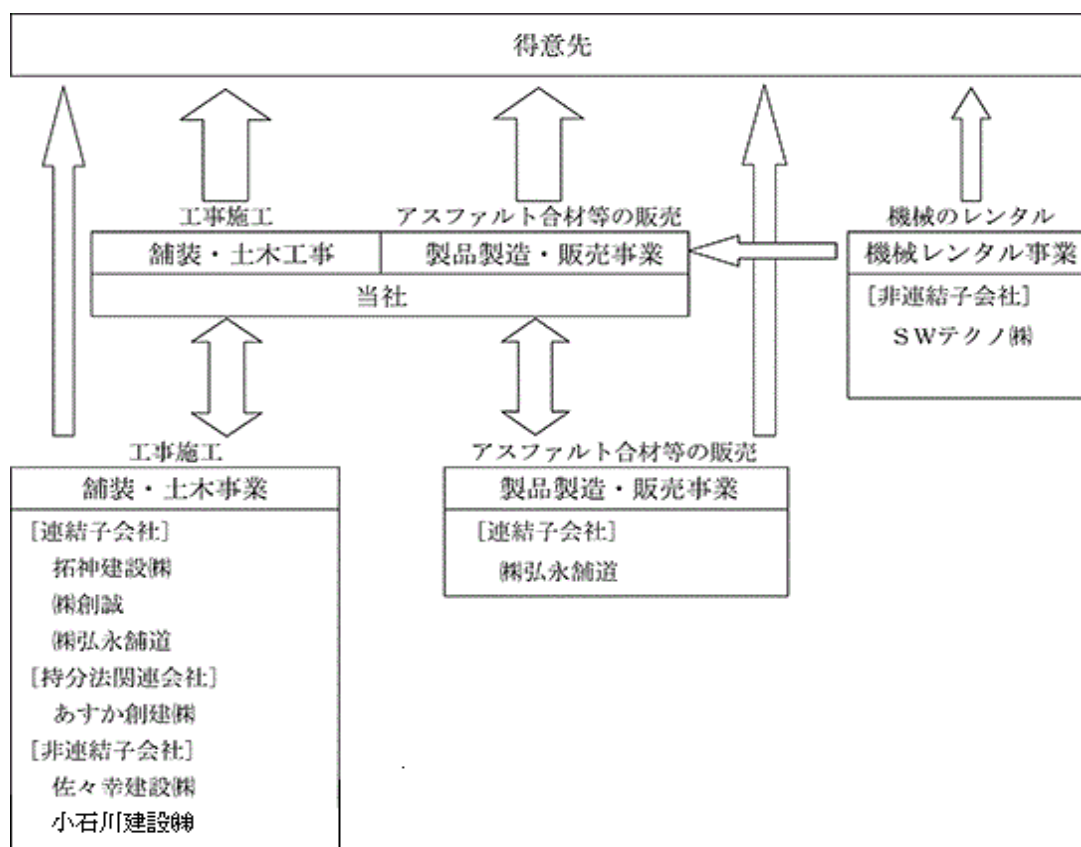 得意先
工事施工
アスファルト合材等の販売
機械のレンタル
舗装・土木工事
製品製造・販売事業
機械レンタル事業
当社
[非連結子会社]
SWテクノ㈱
工事施工
アスファルト合材等の販売
舗装・土木事業
製品製造・販売事業
[連結子会社]
拓神建設㈱
㈱創誠
㈱弘永舗道
[持分法関連会社]
あすか創建㈱
[非連結子会社]
佐々幸建設㈱
小石川建設㈱
[連結子会社]
㈱弘永舗道